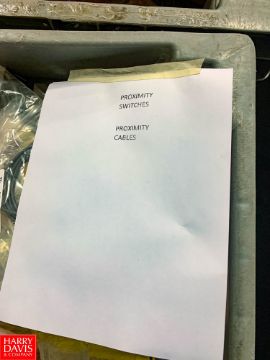 PROXIMITY
SWITCHES
PROXIMITY
CABLES
HARRY
DAVIS
& COMPANY